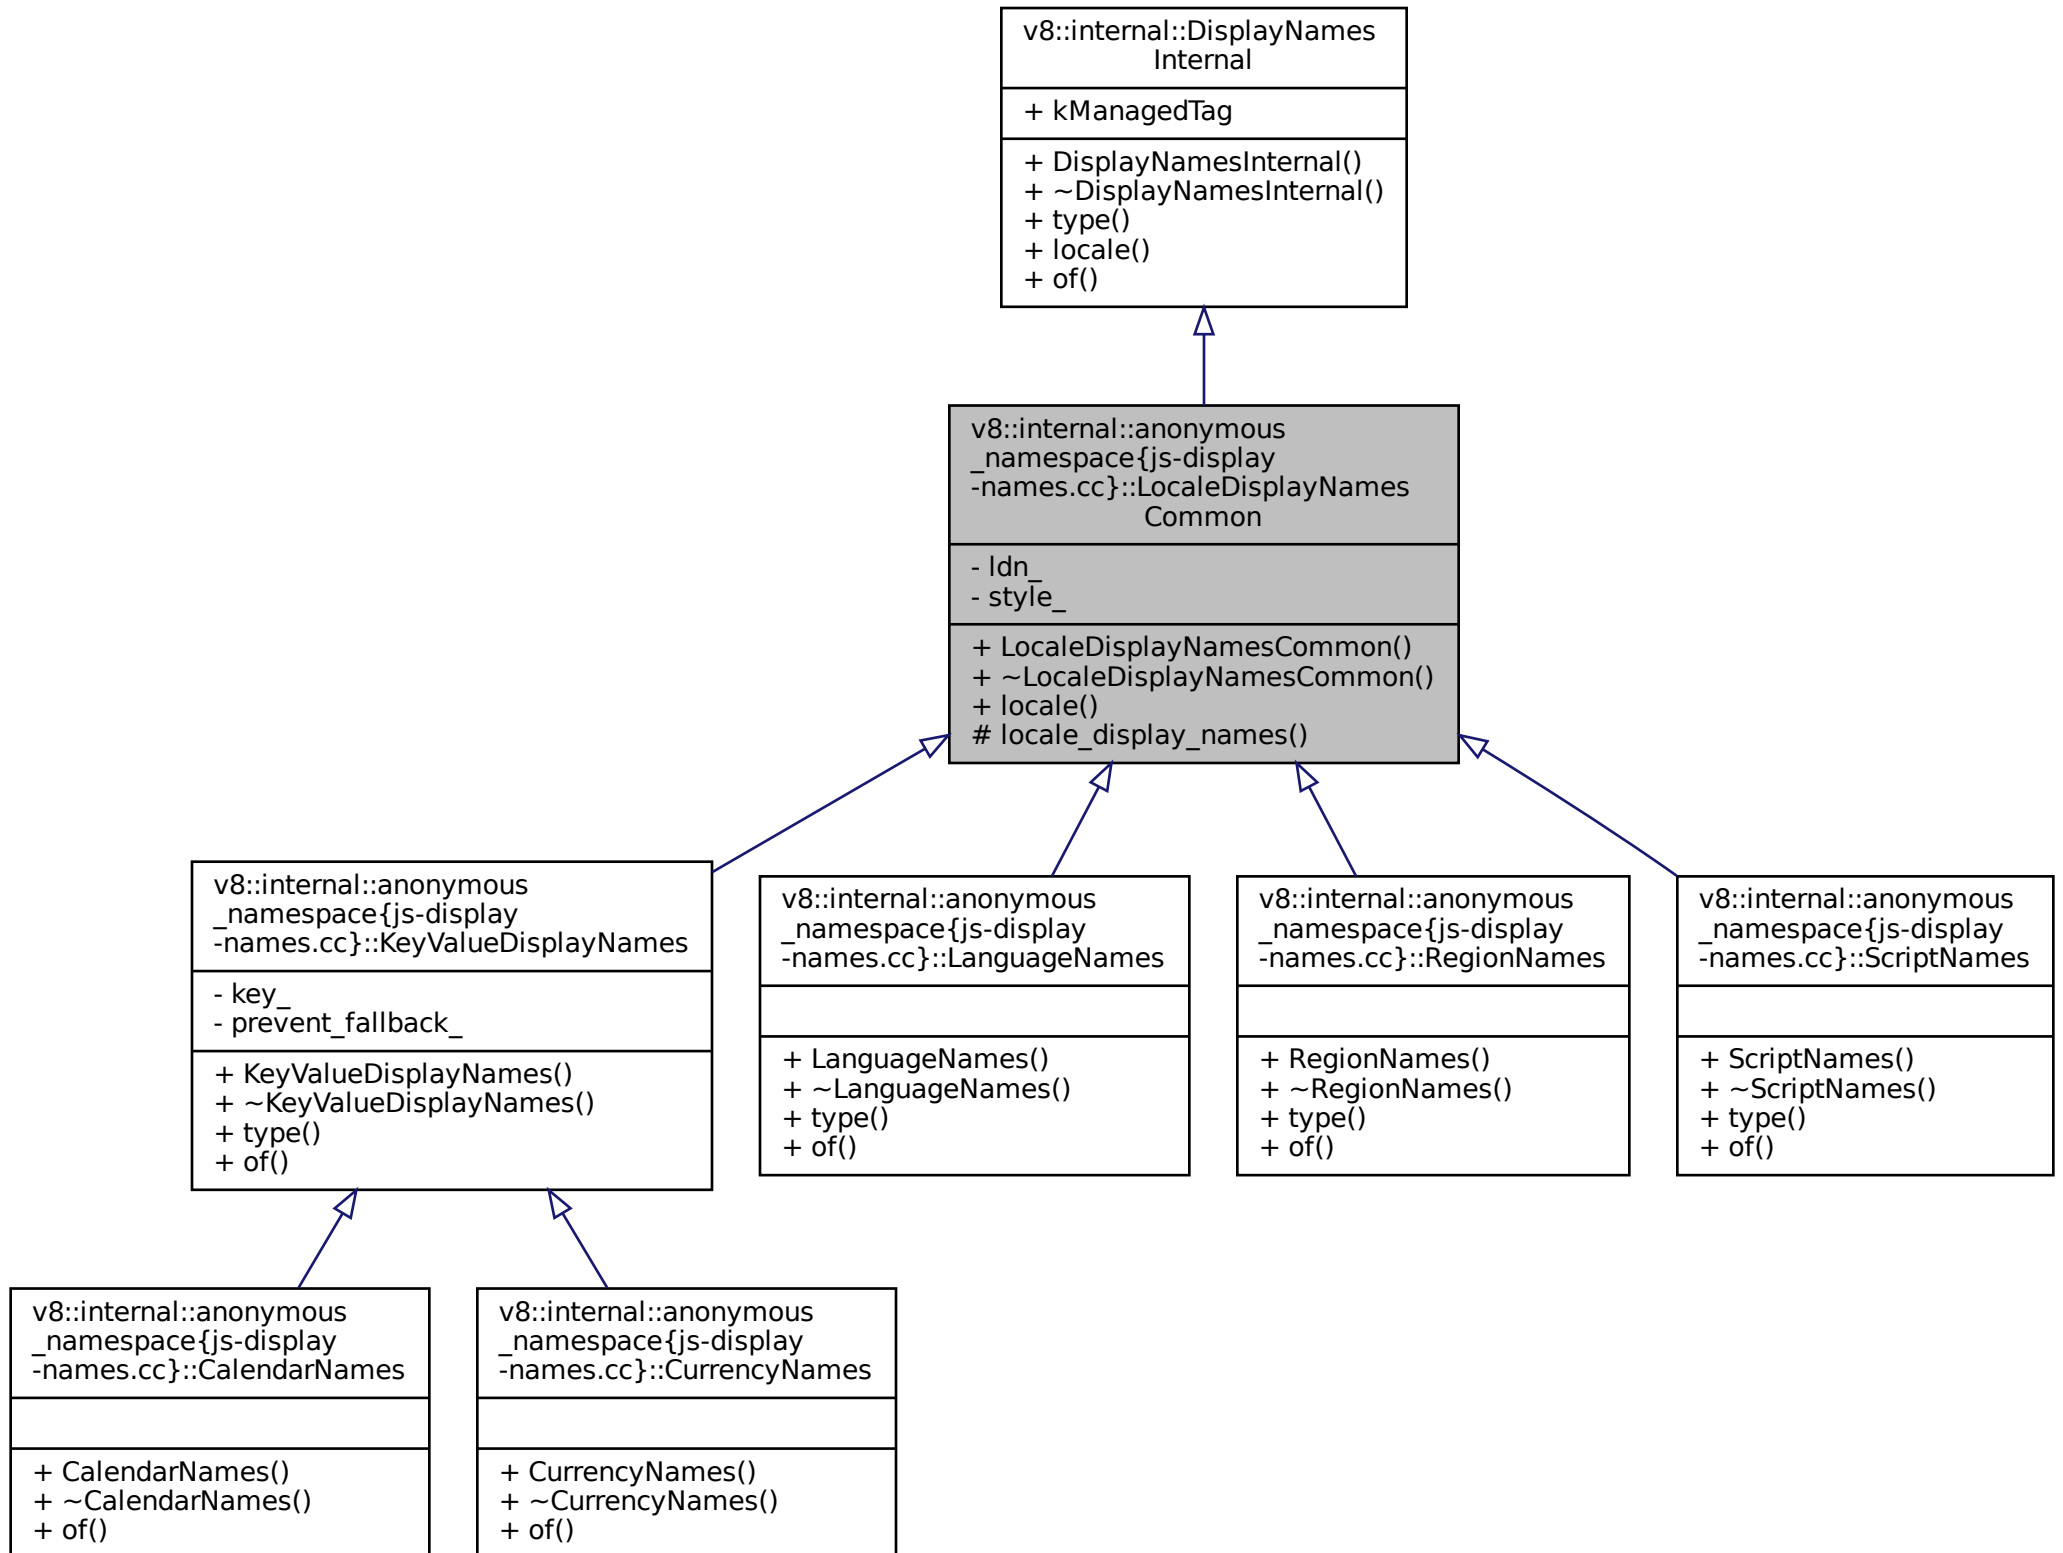 v8::internal::DisplayNames
Internal
+ kManagedTag
+ DisplayNamesInternal()
+ ~DisplayNamesInternal()
+ type()
+ locale()
+ of()
v8::internal::anonymous
_namespace{js-display
-names.cc}::LocaleDisplayNames
Common
- ldn_
- style_
+ LocaleDisplayNamesCommon()
+ ~LocaleDisplayNamesCommon()
+ locale()
# locale_display_names()
v8::internal::anonymous
_namespace{js-display
-names.cc}::KeyValueDisplayNames
- key_
- prevent_fallback_
+ KeyValueDisplayNames()
+ ~KeyValueDisplayNames()
+ type()
+ of()
v8::internal::anonymous
_namespace{js-display
-names.cc}::LanguageNames
+ LanguageNames()
+ ~LanguageNames()
+ type()
+ of()
v8::internal::anonymous
_namespace{js-display
-names.cc}::RegionNames
+ RegionNames()
+ ~RegionNames()
+ type()
+ of()
v8::internal::anonymous
_namespace{js-display
-names.cc}::ScriptNames
+ ScriptNames()
+ ~ScriptNames()
+ type()
+ of()
v8::internal::anonymous
_namespace{js-display
-names.cc}::CalendarNames
+ CalendarNames()
+ ~CalendarNames()
+ of()
v8::internal::anonymous
_namespace{js-display
-names.cc}::CurrencyNames
+ CurrencyNames()
+ ~CurrencyNames()
+ of()